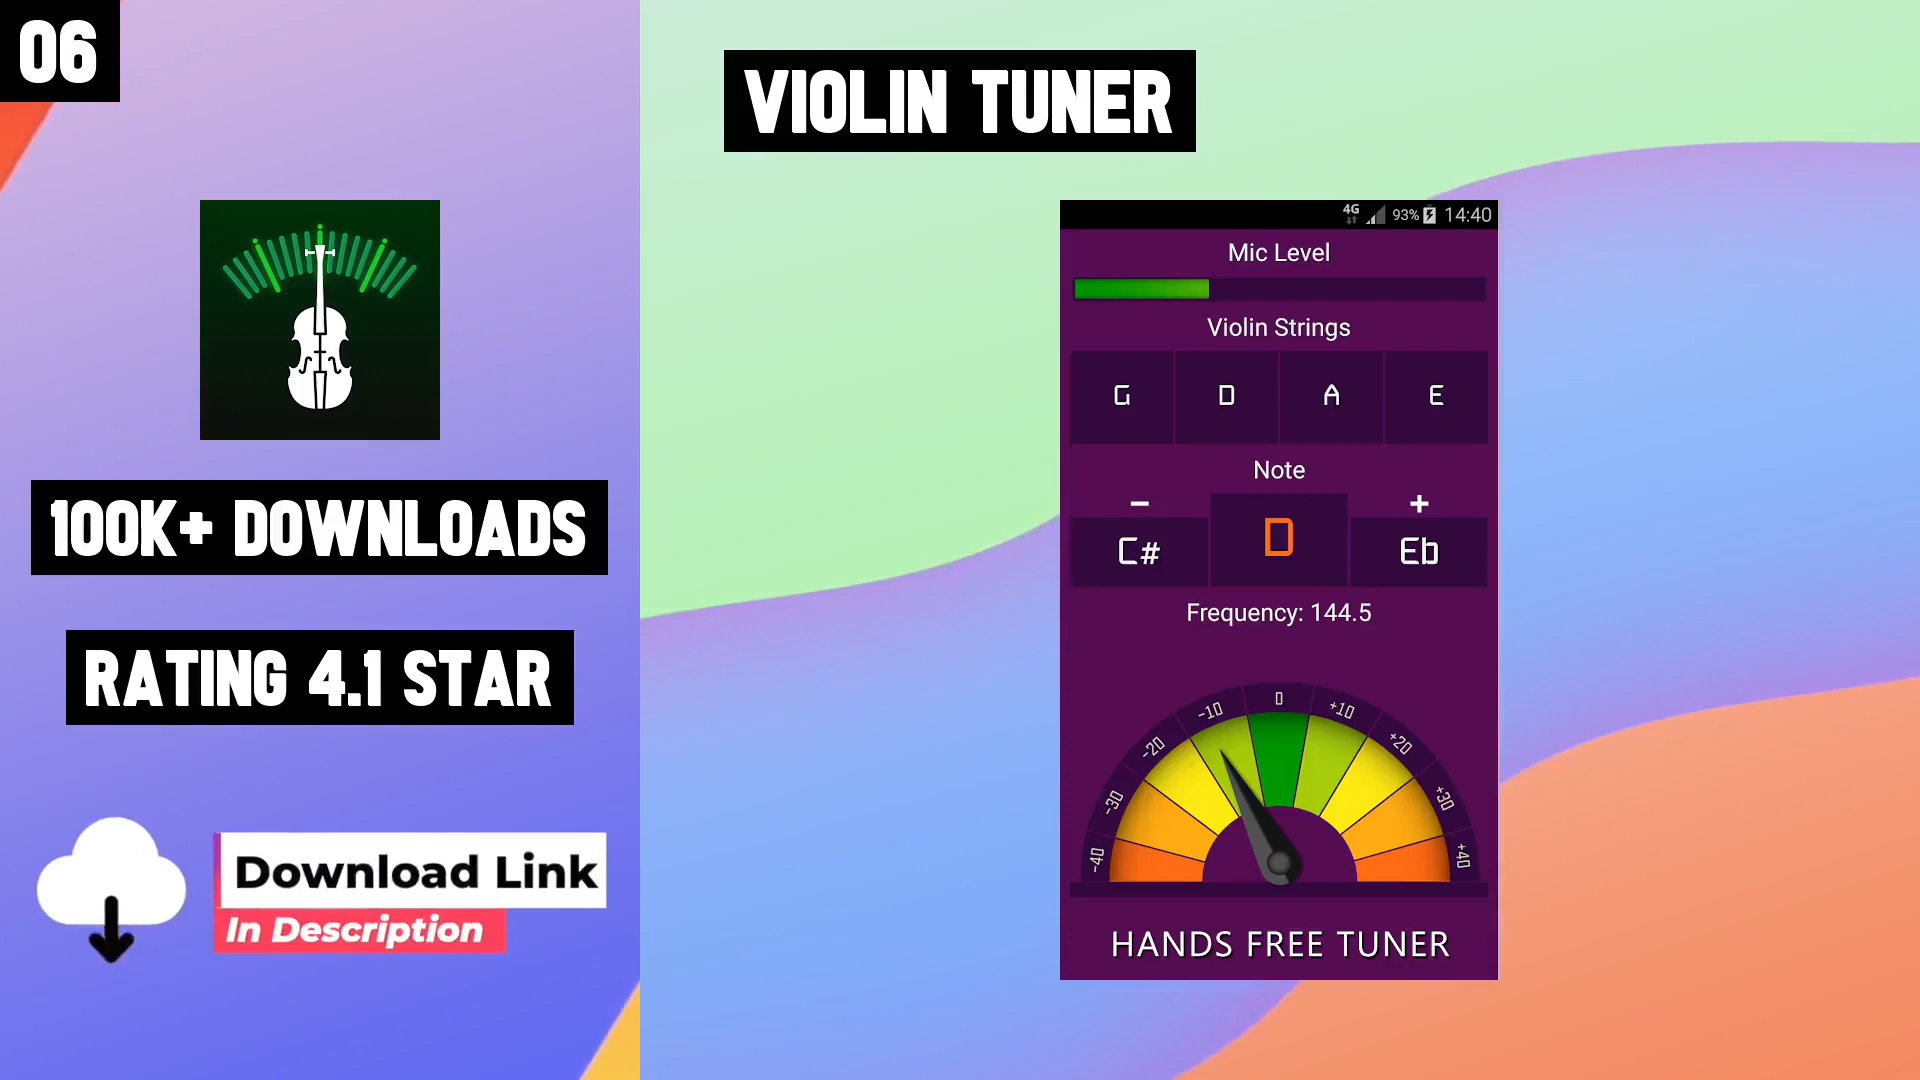 06
VIOLIN TUNER
100K+ DOWNLOADS
RATING 4.1 STAR
Download Link
In Description
4G 93% 14:40
Mic Level
Violin Strings
G D A E
Note
- +
C# D Eb
Frequency: 144.5
-40 -30 -20 -10 0 +10 +20 +30 +40
HANDS FREE TUNER